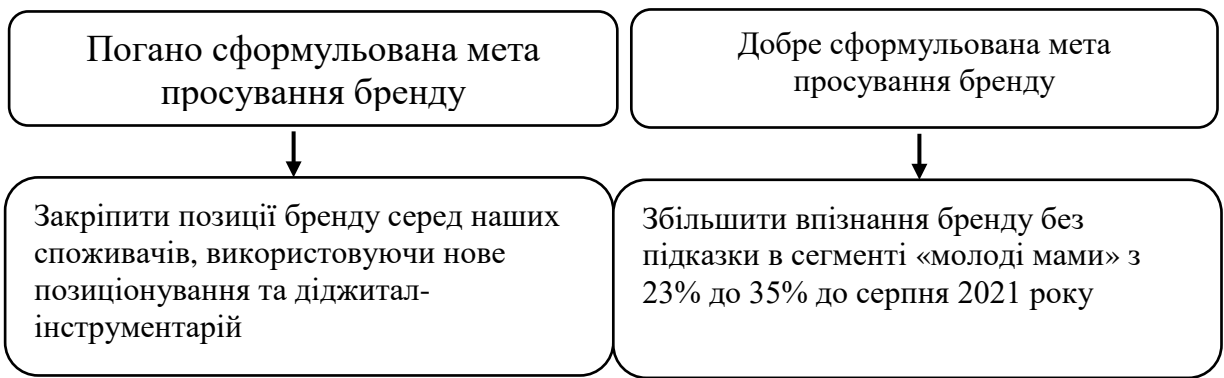 Погано сформульована мета
просування бренду
Добре сформульована мета
просування бренду
Закріпити позиції бренду серед наших
споживачів, використовуючи нове
позиціонування та діджитал-
інструментарій
Збільшити впізнання бренду без
підказки в сегменті «молоді мами» з
23% до 35% до серпня 2021 року